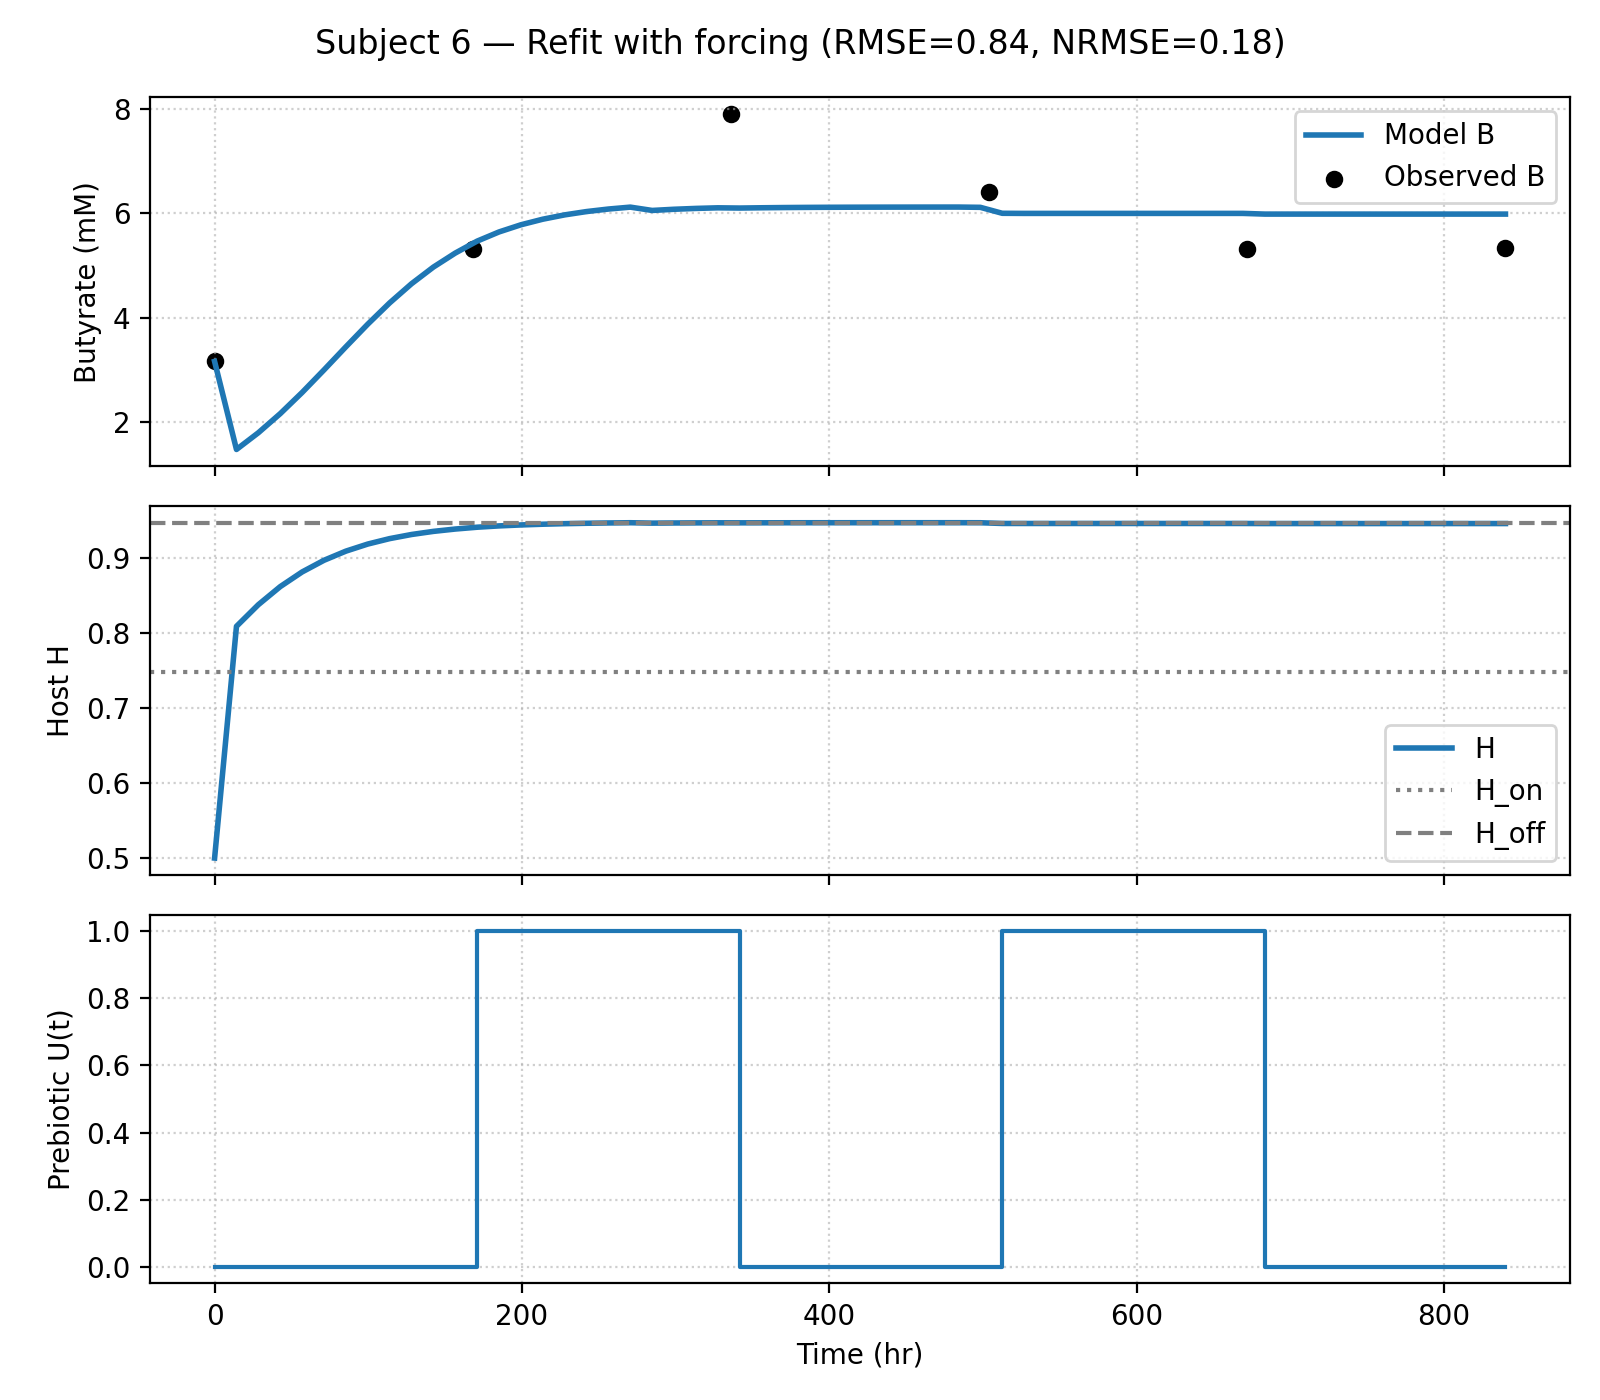 Subject 6 — Refit with forcing (RMSE=0.84, NRMSE=0.18)
Butyrate (mM)
8
6
4
2
Model B
Observed B
Host H
0.9
0.8
0.7
0.6
0.5
H
H_on
H_off
Prebiotic U(t)
1.0
0.8
0.6
0.4
0.2
0.0
0 200 400 600 800
Time (hr)